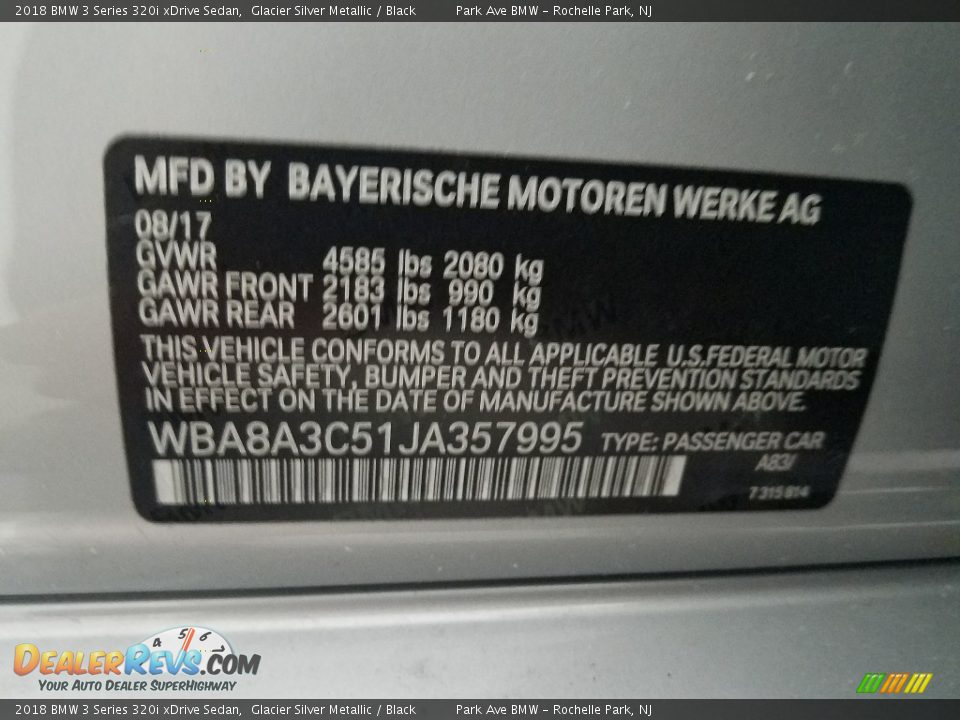 2018 BMW 3 Series 320i xDrive Sedan, Glacier Silver Metallic / Black Park Ave BMW - Rochelle Park, NJ
MFD BY BAYERISCHE MOTOREN WERKE AG
08/17
GVWR 4585 lbs 2080 kg
GAWR FRONT 2183 lbs 990 kg
GAWR REAR 2601 lbs 1180 kg
THIS VEHICLE CONFORMS TO ALL APPLICABLE U.S.FEDERAL MOTOR
VEHICLE SAFETY, BUMPER AND THEFT PREVENTION STANDARDS
IN EFFECT ON THE DATE OF MANUFACTURE SHOWN ABOVE.
WBA8A3C51JA357995 TYPE: PASSENGER CAR
A83/
7 315 814
4 5 6
DealerRevs.com
Your Auto Dealer SuperHighway
2018 BMW 3 Series 320i xDrive Sedan, Glacier Silver Metallic / Black Park Ave BMW - Rochelle Park, NJ